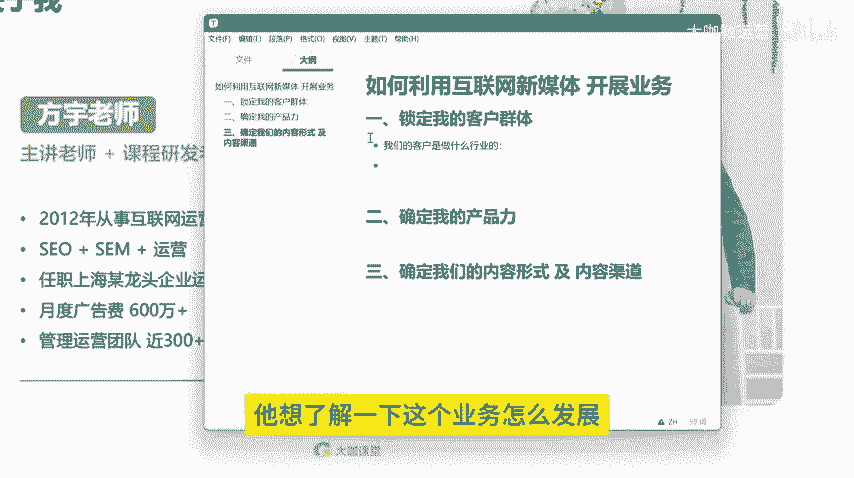 方宇老师
主讲老师 + 课程研发
• 2012年从事互联网运营
• SEO + SEM + 运营
• 任职上海某龙头企业运
• 月度广告费 600万+
• 管理运营团队 近300+
文件(F) 编辑(E) 段落(P) 格式(O) 视图(V) 主题(T) 帮助(H)
文件 大纲
如何利用互联网新媒体 开展业务
一、锁定我的客户群体
二、确定我的产品力
三、确定我们的内容形式 及
内容渠道
如何利用互联网新媒体 开展业务
一、锁定我的客户群体
• 我们的客户是做什么行业的：
•
二、确定我的产品力
三、确定我们的内容形式 及 内容渠道
ZH
他想了解一下这个业务怎么发展
大咖课堂